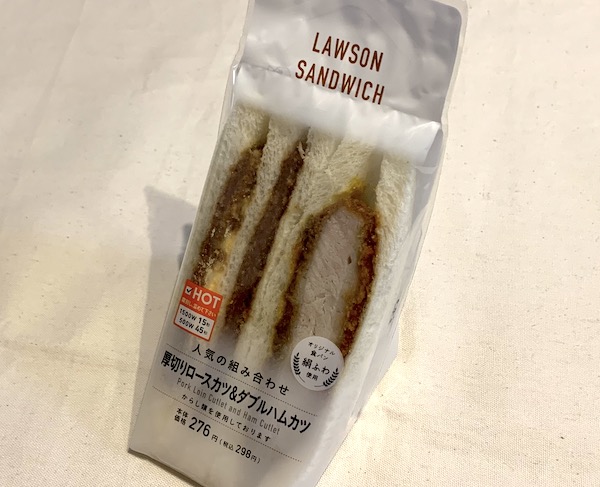 LAWSON
SANDWICH
HOT
1500W 15秒
500W 45秒
オリジナル
食パン
絹ふわ
使用
人気の組み合わせ
厚切りロースカツ&ダブルハムカツ
Pork Loin Cutlet and Ham Cutlet
からし類を使用しております
本体
価格 276円(税込298円)